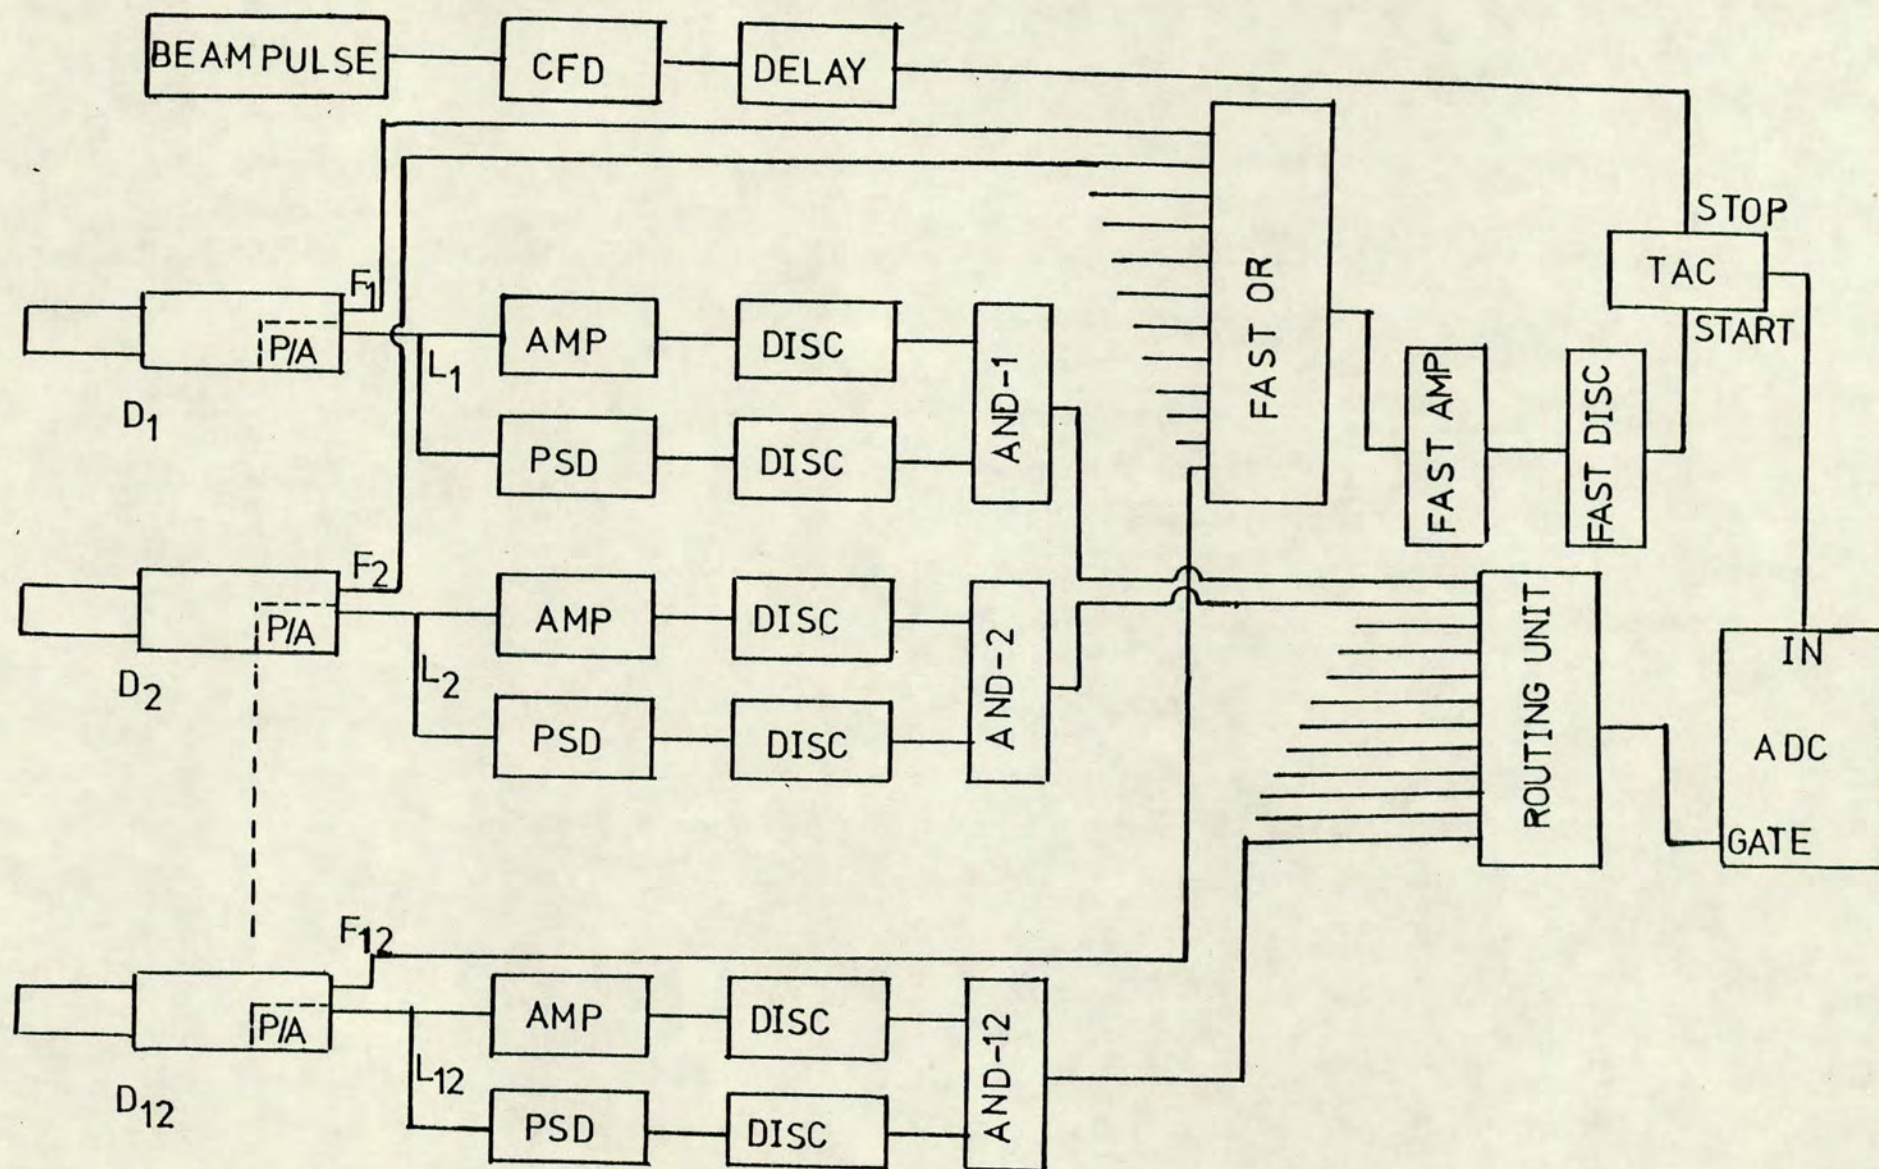 BEAM PULSE
CFD
DELAY
STOP
TAC
START
F1
P/A
D1
L1
AMP
DISC
PSD
DISC
AND-1
FAST OR
FAST AMP
FAST DISC
F2
P/A
D2
L2
AMP
DISC
PSD
DISC
AND-2
ROUTING UNIT
IN
ADC
GATE
F12
P/A
D12
L12
AMP
DISC
PSD
DISC
AND-12